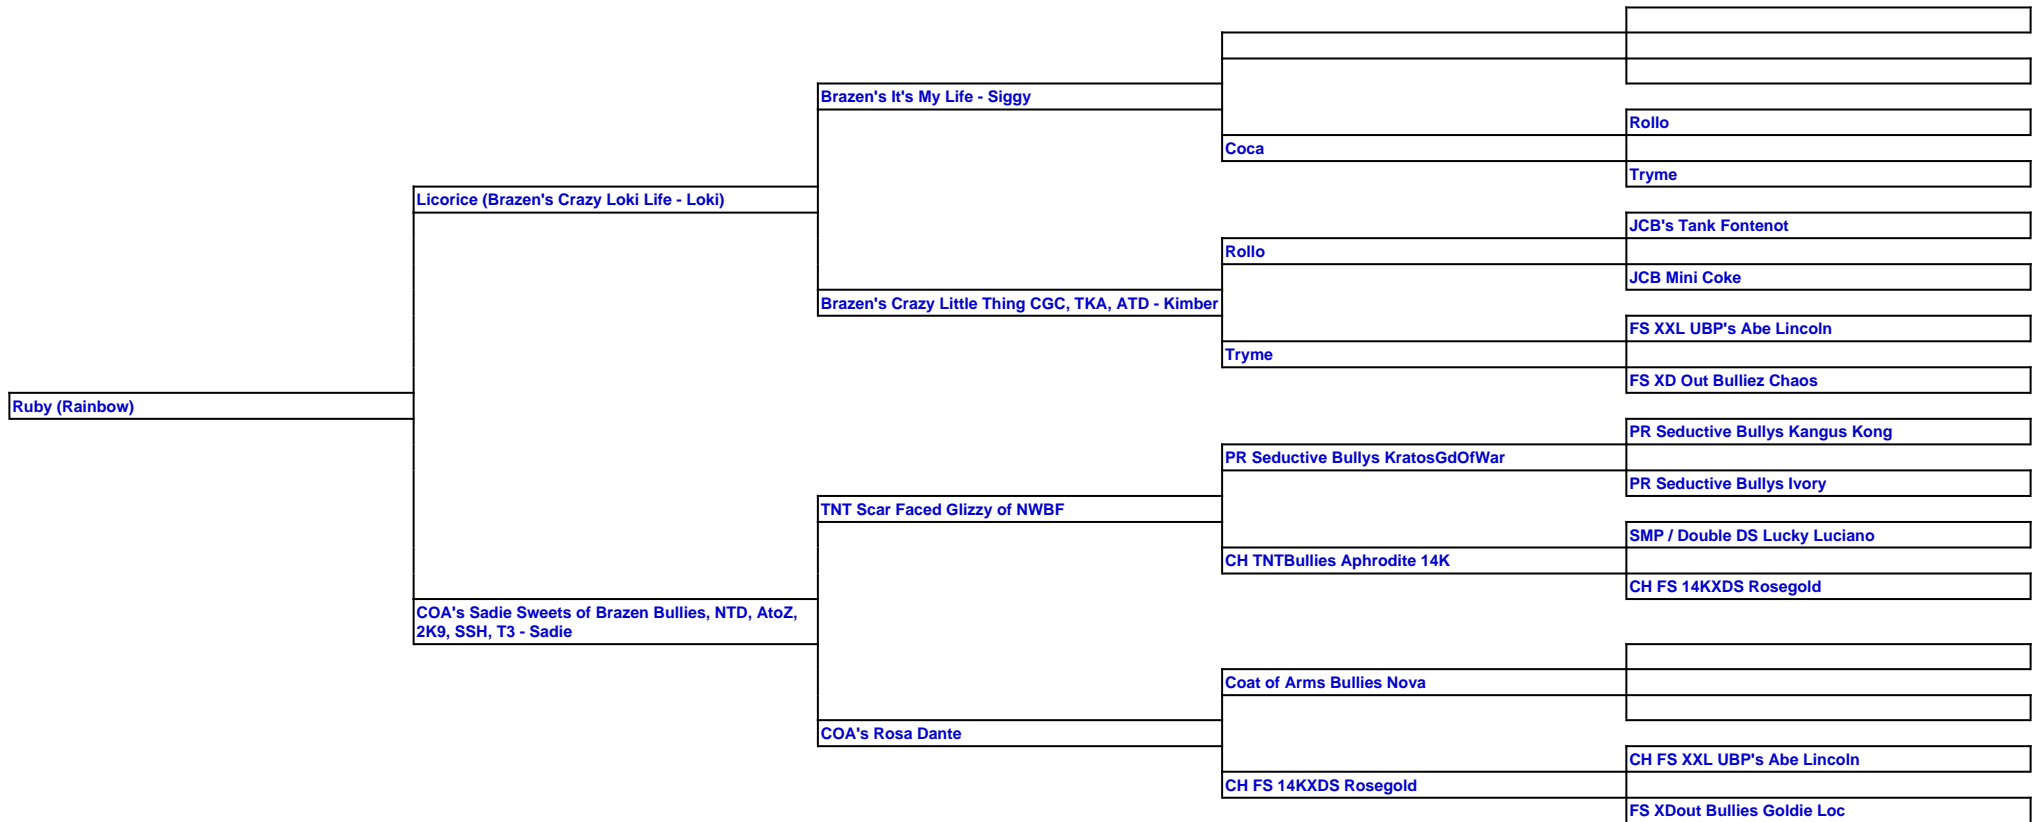 Brazen's It's My Life - Siggy
Rollo
Coca
Tryme
Licorice (Brazen's Crazy Loki Life - Loki)
JCB's Tank Fontenot
Rollo
JCB Mini Coke
Brazen's Crazy Little Thing CGC, TKA, ATD - Kimber
FS XXL UBP's Abe Lincoln
Tryme
FS XD Out Bulliez Chaos
Ruby (Rainbow)
PR Seductive Bullys Kangus Kong
PR Seductive Bullys KratosGdOfWar
PR Seductive Bullys Ivory
TNT Scar Faced Glizzy of NWBF
SMP / Double DS Lucky Luciano
CH TNTBullies Aphrodite 14K
CH FS 14KXDS Rosegold
COA's Sadie Sweets of Brazen Bullies, NTD, AtoZ,
2K9, SSH, T3 - Sadie
Coat of Arms Bullies Nova
COA's Rosa Dante
CH FS XXL UBP's Abe Lincoln
CH FS 14KXDS Rosegold
FS XDout Bullies Goldie Loc